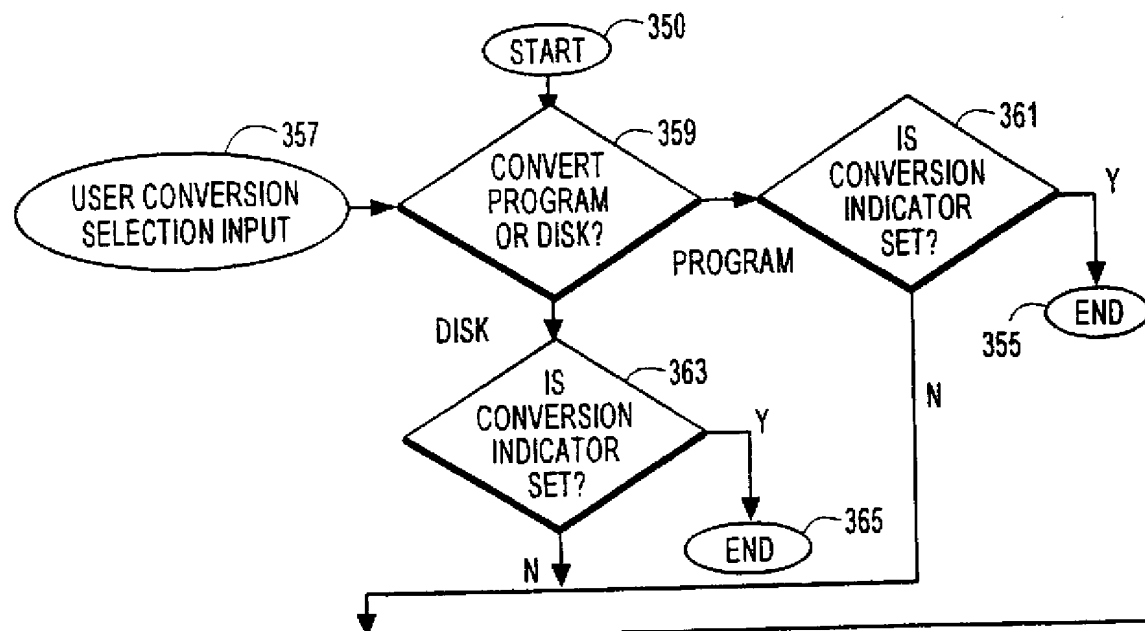 START
350
357
USER CONVERSION
SELECTION INPUT
359
CONVERT
PROGRAM
OR DISK?
PROGRAM
361
IS
CONVERSION
INDICATOR
SET?
Y
END
355
N
DISK
363
IS
CONVERSION
INDICATOR
SET?
Y
END
365
N